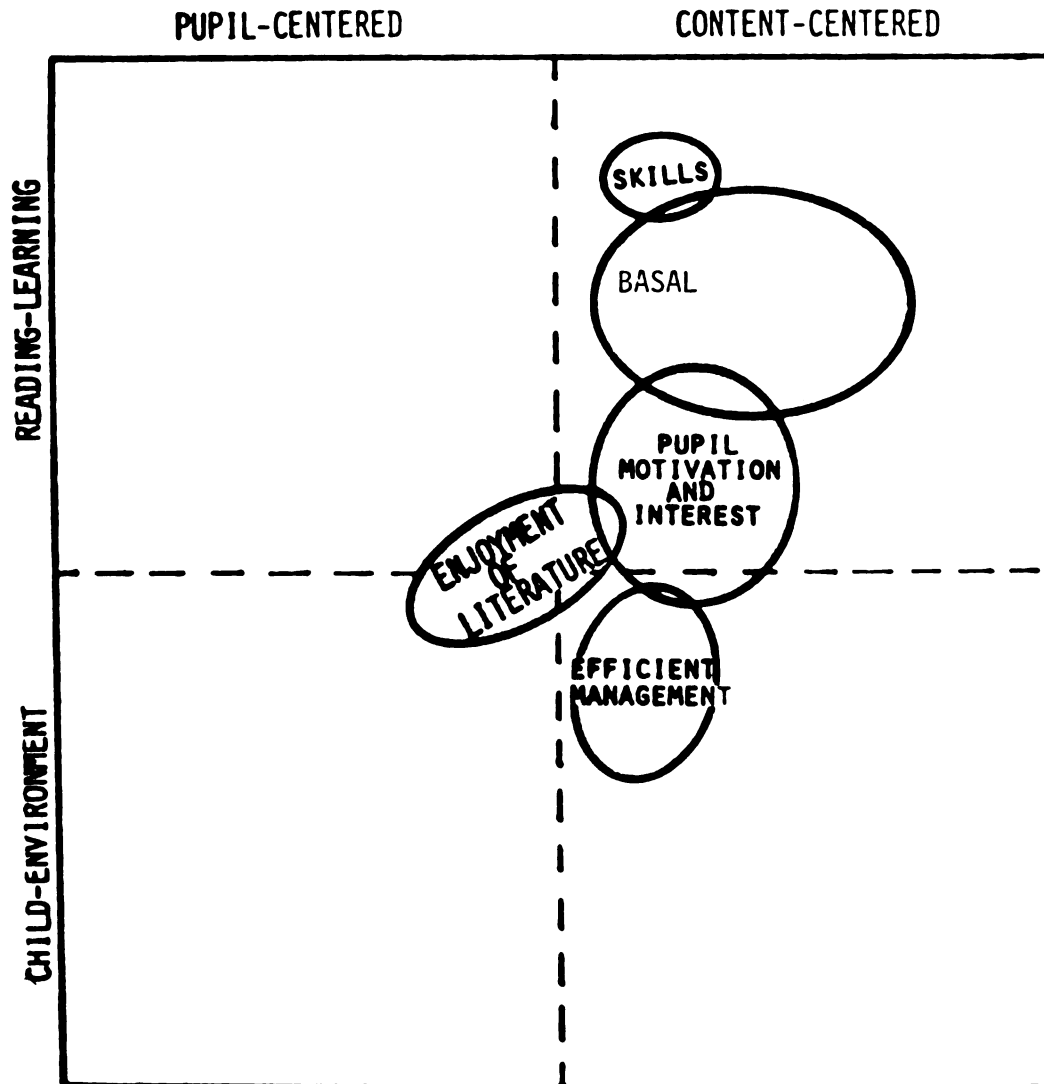 PUPIL-CENTERED
CONTENT-CENTERED
READING-LEARNING
CHILD-ENVIRONMENT
SKILLS
BASAL
PUPIL
MOTIVATION
AND
INTEREST
ENJOYMENT
OF
LITERATURE
EFFICIENT
MANAGEMENT